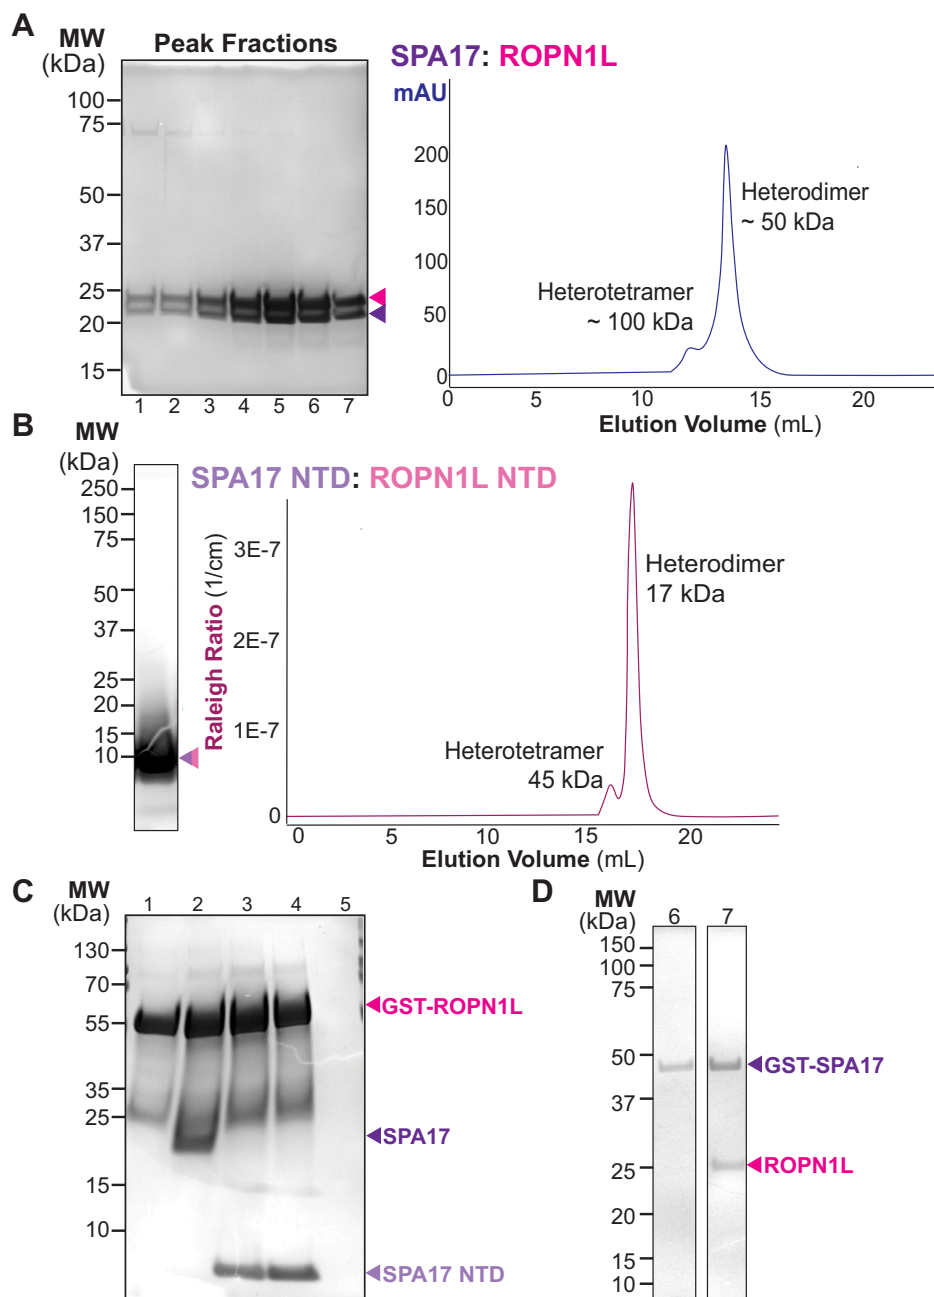 A
MW
(kDa)
Peak Fractions
100
75
50
37
25
20
15
1 2 3 4 5 6 7
SPA17: ROPN1L
mAU
200
150
100
50
0
Heterodimer
~ 50 kDa
Heterotetramer
~ 100 kDa
0 5 10 15 20
Elution Volume (mL)
B
MW
(kDa)
250
150
75
50
37
25
20
15
10
SPA17 NTD: ROPN1L NTD
Raleigh Ratio (1/cm)
3E-7
2E-7
1E-7
0
Heterodimer
17 kDa
Heterotetramer
45 kDa
0 5 10 15 20
Elution Volume (mL)
C
MW
(kDa)
1 2 3 4 5
130
70
55
35
25
15
10
GST-ROPN1L
SPA17
SPA17 NTD
D
MW
(kDa)
6 7
150
100
75
50
37
25
20
15
10
GST-SPA17
ROPN1L